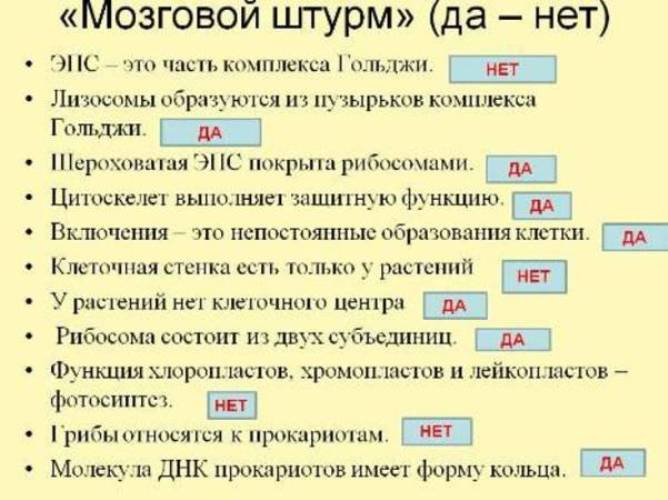 «Мозговой штурм» (да – нет)
• ЭПС – это часть комплекса Гольджи. НЕТ
• Лизосомы образуются из пузырьков комплекса
Гольджи. ДА
• Шероховатая ЭПС покрыта рибосомами. ДА
• Цитоскелет выполняет защитную функцию. ДА
• Включения – это непостоянные образования клетки. ДА
• Клеточная стенка есть только у растений НЕТ
• У растений нет клеточного центра ДА
• Рибосома состоит из двух субъединиц. ДА
• Функция хлоропластов, хромопластов и лейкопластов –
фотосинтез. НЕТ
• Грибы относятся к прокариотам. НЕТ
• Молекула ДНК прокариотов имеет форму кольца. ДА